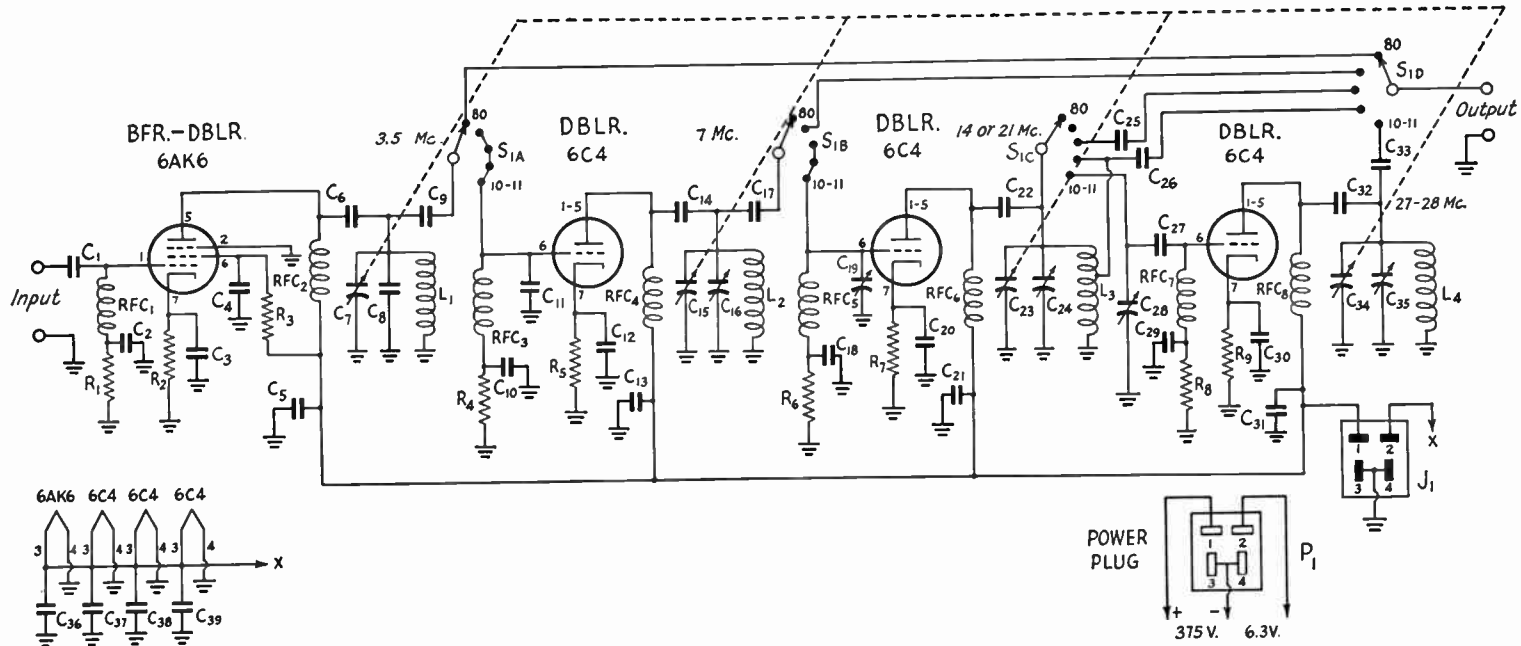 80
S1D
Output
10-11
C33
BFR.-DBLR.
6AK6
3.5 Mc.
80
S1A
10-11
DBLR.
6C4
7 Mc.
80
S1B
10-11
DBLR.
6C4
14 or 21 Mc.
80
S1C
10-11
C25
C26
DBLR.
6C4
27-28 Mc.
Input
C1
1
5
2
6
7
RFC1
C2
R1
R2
C3
C4
R3
RFC2
C5
C6
C9
C7
C8
L1
RFC3
C10
R4
C11
6
1-5
7
R5
C12
C13
RFC4
C14
C17
C15
C16
L2
RFC5
C18
R6
C19
6
1-5
7
R7
C20
C21
RFC6
C22
C23
C24
L3
C27
C28
C29
RFC7
R8
6
1-5
7
R9
C30
C31
RFC8
C32
C34
C35
L4
1
2
3
4
X
J1
6AK6 6C4 6C4 6C4
3 4 3 4 3 4 3 4
X
C36 C37 C38 C39
POWER
PLUG
1
2
3
4
P1
+ −
375 V. 6.3V.